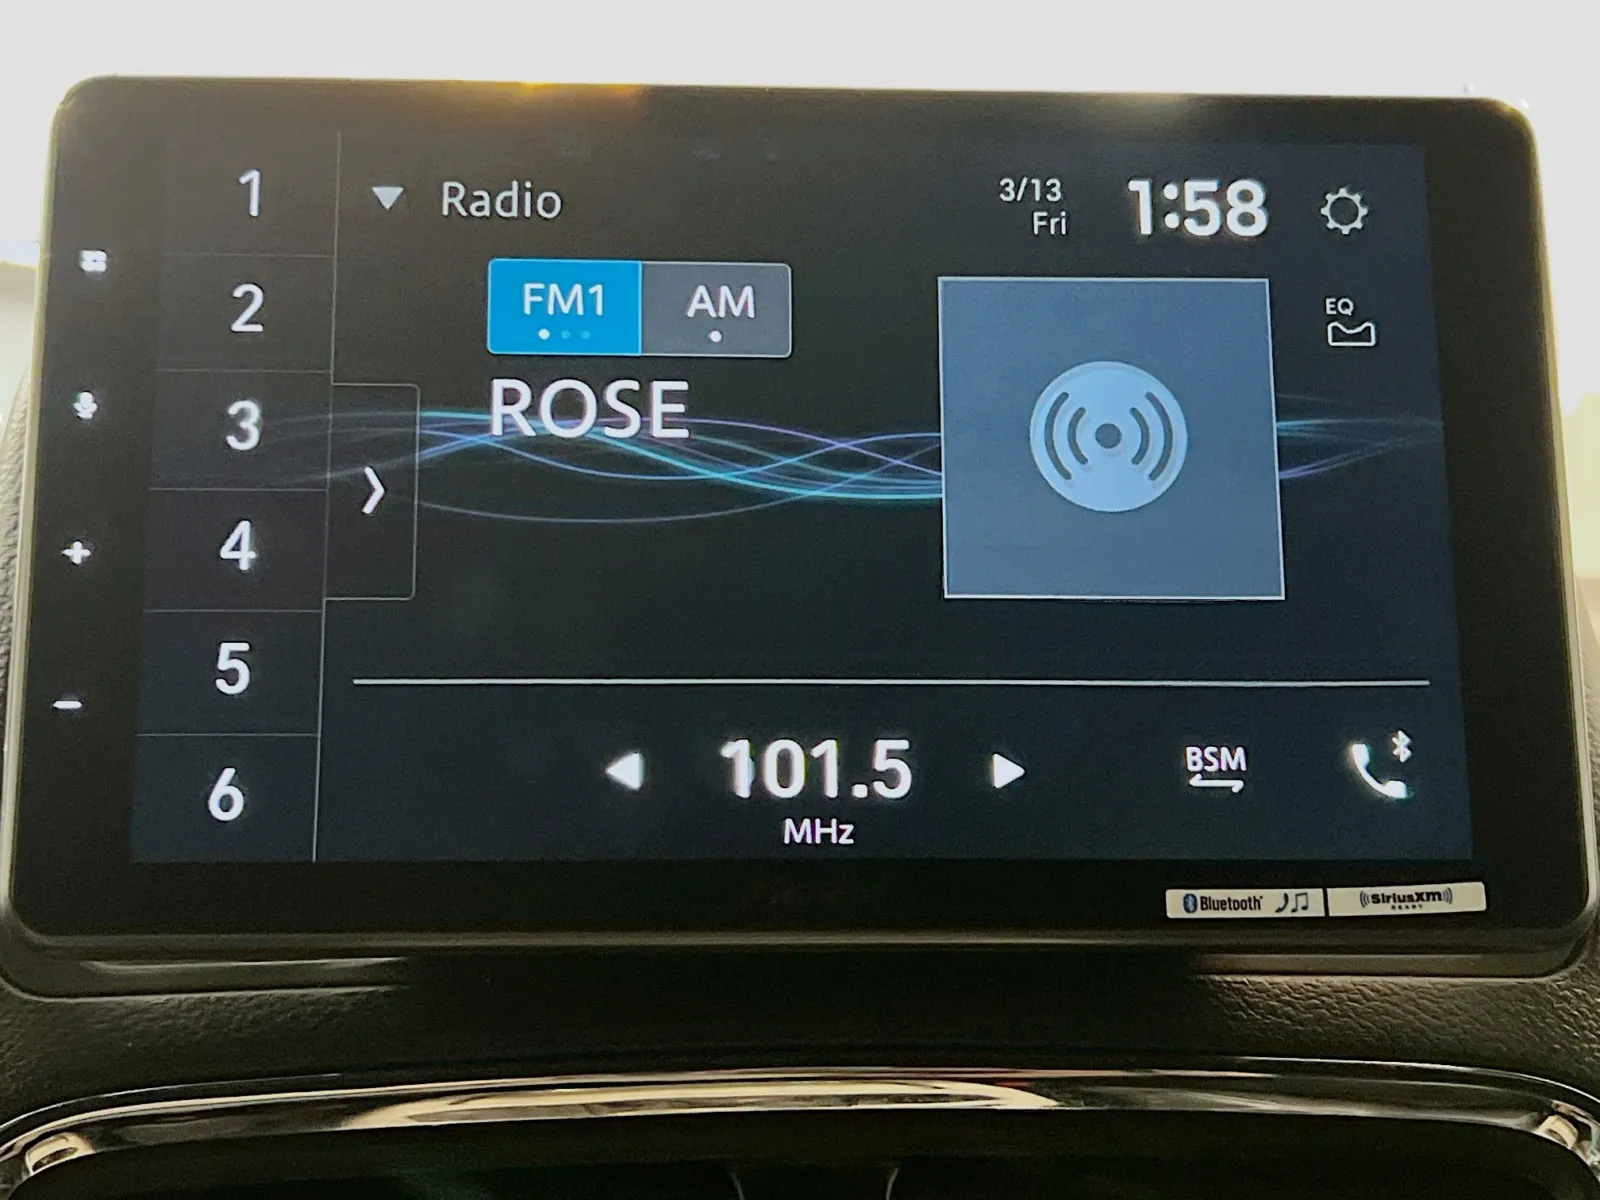 1
2
3
4
5
6
Radio
3/13
Fri
1:58
FM1
AM
EQ
ROSE
101.5
MHz
BSM
Bluetooth
SiriusXM
READY